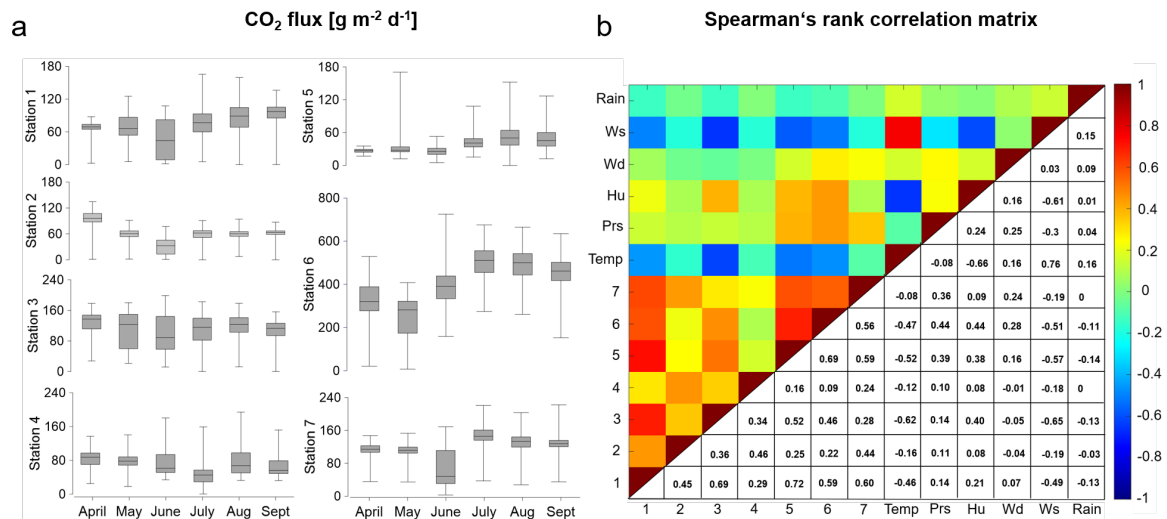 a
CO₂ flux [g m⁻² d⁻¹]
Station 1
180
120
60
0
Station 2
180
120
60
0
Station 3
240
160
80
0
Station 4
240
160
80
0
April May June July Aug Sept
Station 5
180
120
60
0
Station 6
800
600
400
200
0
Station 7
240
160
80
0
April May June July Aug Sept
b
Spearman‘s rank correlation matrix
Rain
Ws 0.15
Wd 0.03 0.09
Hu 0.16 -0.61 0.01
Prs 0.24 0.25 -0.3 0.04
Temp -0.08 -0.66 0.16 0.76 0.16
7 -0.08 0.36 0.09 0.24 -0.19 0
6 0.56 -0.47 0.44 0.44 0.28 -0.51 -0.11
5 0.69 0.59 -0.52 0.39 0.38 0.16 -0.57 -0.14
4 0.16 0.09 0.24 -0.12 0.10 0.08 -0.01 -0.18 0
3 0.34 0.52 0.46 0.28 -0.62 0.14 0.40 -0.05 -0.65 -0.13
2 0.36 0.46 0.25 0.22 0.44 -0.16 0.11 0.08 -0.04 -0.19 -0.03
1 0.45 0.69 0.29 0.72 0.59 0.60 -0.46 0.14 0.21 0.07 -0.49 -0.13
1 2 3 4 5 6 7 Temp Prs Hu Wd Ws Rain
1
0.8
0.6
0.4
0.2
0
-0.2
-0.4
-0.6
-0.8
-1